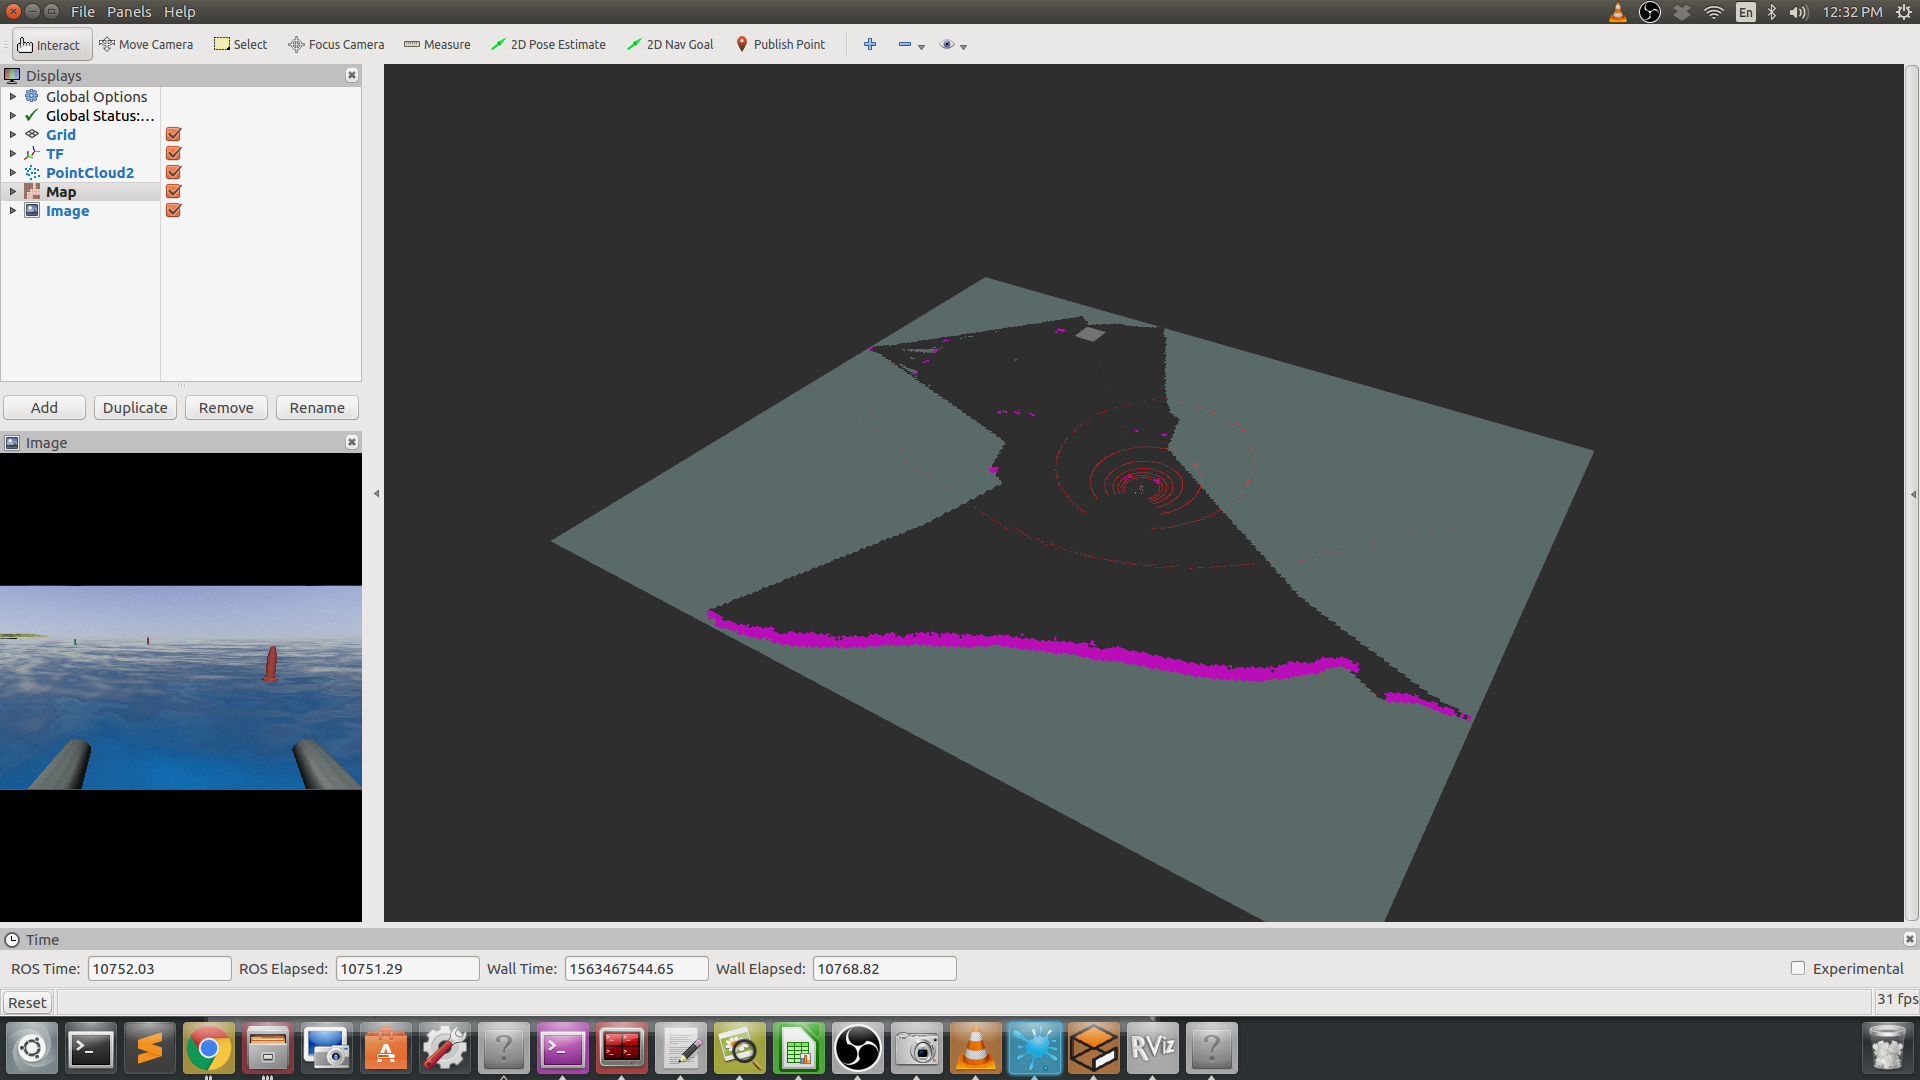 File Panels Help
En 12:32 PM
Interact Move Camera Select Focus Camera Measure 2D Pose Estimate 2D Nav Goal Publish Point
Displays
Global Options
Global Status:...
Grid
TF
PointCloud2
Map
Image
Add Duplicate Remove Rename
Image
Time
ROS Time: 10752.03 ROS Elapsed: 10751.29 Wall Time: 1563467544.65 Wall Elapsed: 10768.82 Experimental
Reset 31 fps
RViz